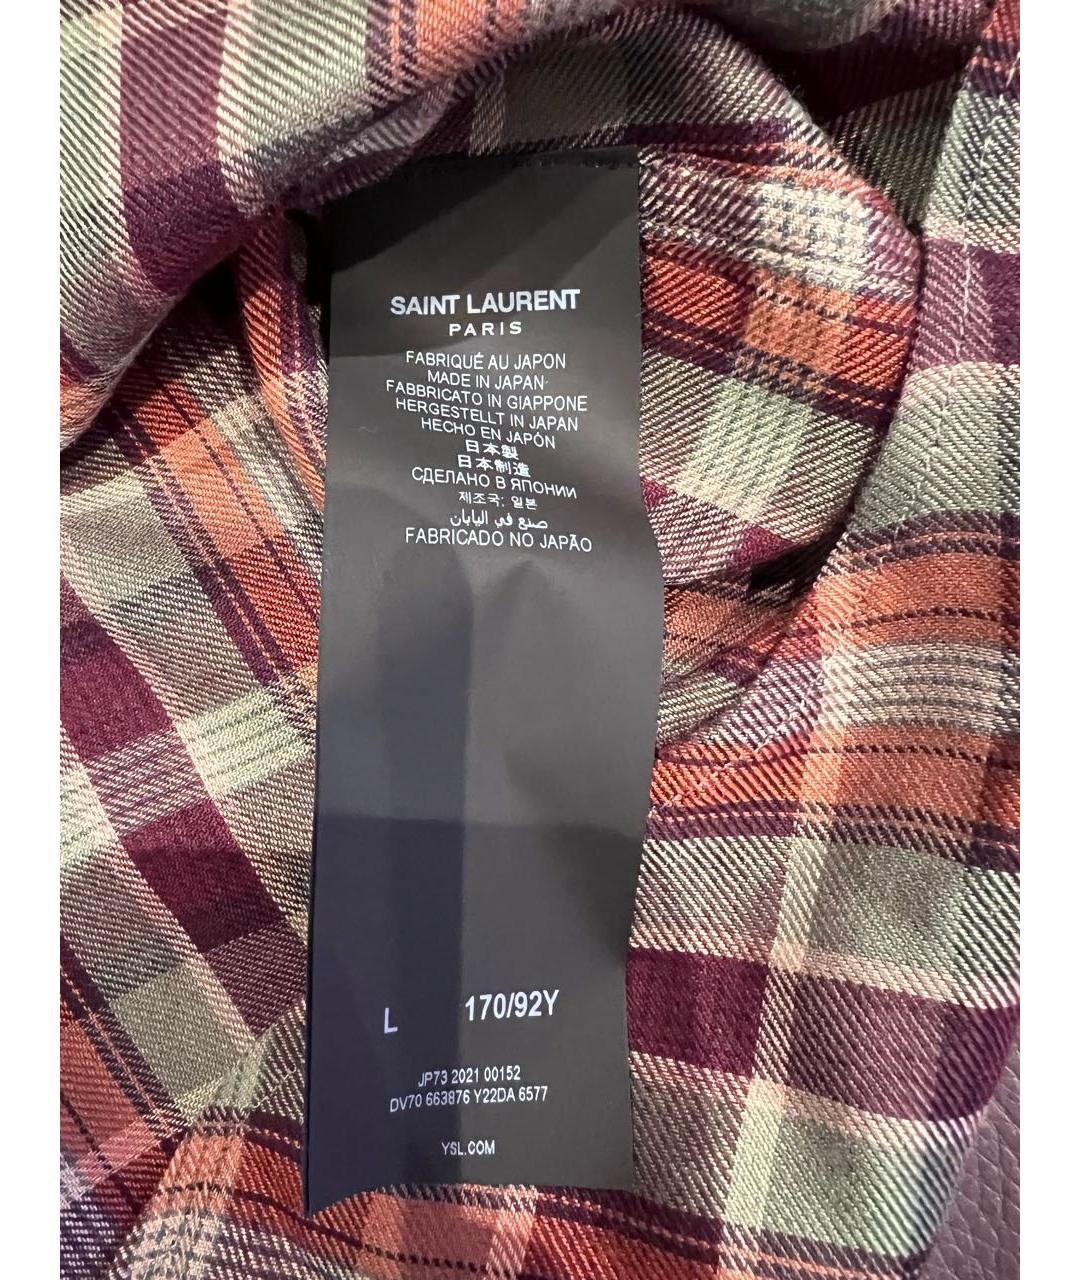 SAINT LAURENT
PARIS
FABRIQUÉ AU JAPON
MADE IN JAPAN
FABBRICATO IN GIAPPONE
HERGESTELLT IN JAPAN
HECHO EN JAPÓN
日本製
日本制造
СДЕЛАНО В ЯПОНИИ
제조국: 일본
صنع في اليابان
FABRICADO NO JAPÃO
L 170/92Y
JP73 2021 00152
DV70 663876 Y22DA 6577
YSL.COM